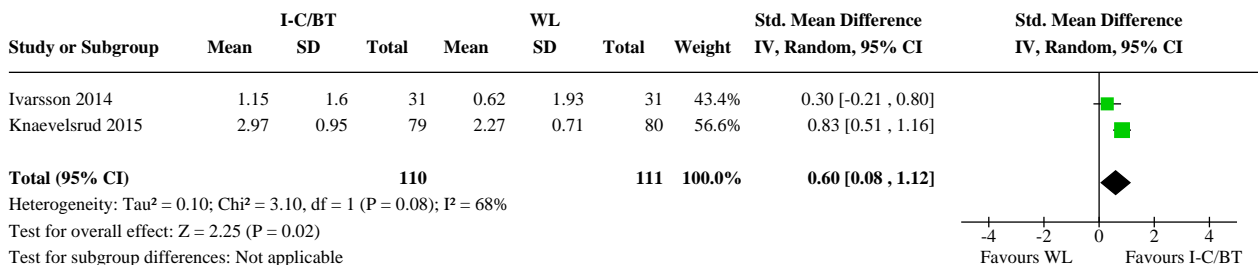 I-C/BT WL Std. Mean Difference Std. Mean Difference
Study or Subgroup Mean SD Total Mean SD Total Weight IV, Random, 95% CI IV, Random, 95% CI
Ivarsson 2014 1.15 1.6 31 0.62 1.93 31 43.4% 0.30 [-0.21 , 0.80]
Knaevelsrud 2015 2.97 0.95 79 2.27 0.71 80 56.6% 0.83 [0.51 , 1.16]
Total (95% CI) 110 111 100.0% 0.60 [0.08 , 1.12]
Heterogeneity: Tau² = 0.10; Chi² = 3.10, df = 1 (P = 0.08); I² = 68%
Test for overall effect: Z = 2.25 (P = 0.02)
Test for subgroup differences: Not applicable
-4 -2 0 2 4
Favours WL Favours I-C/BT